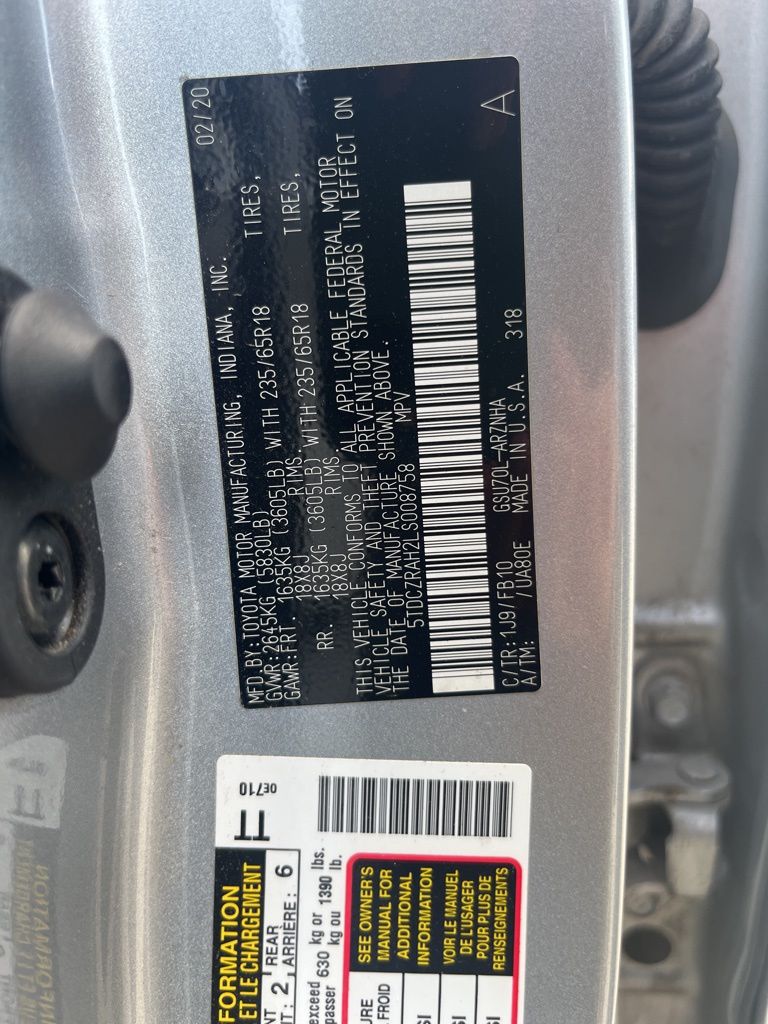 MFD.BY:TOYOTA MOTOR MANUFACTURING, INDIANA, INC. 02/20
GVWR:2645KG (5830LB)
GAWR:FRT. 1635KG (3605LB) WITH 235/65R18 TIRES,
18X8J RIMS.
RR. 1635KG (3605LB) WITH 235/65R18 TIRES,
18X8J RIMS.
THIS VEHICLE CONFORMS TO ALL APPLICABLE FEDERAL MOTOR
VEHICLE SAFETY AND THEFT PREVENTION STANDARDS IN EFFECT ON
THE DATE OF MANUFACTURE SHOWN ABOVE.
5TDCZRAH2LS008758 MPV
C/TR:1J9/FB10 GSU70L-ARZNHA
A/TM: /UA80E MADE IN U.S.A. 318 A
0E710
FORMATION
ET LE CHARGEMENT
2 REAR
ARRIÈRE : 6
exceed 630 kg or 1390 lbs.
passer 630 kg ou 1390 lb.
SEE OWNER'S
MANUAL FOR
ADDITIONAL
INFORMATION
VOIR LE MANUEL
DE L'USAGER
POUR PLUS DE
RENSEIGNEMENTS
FROID